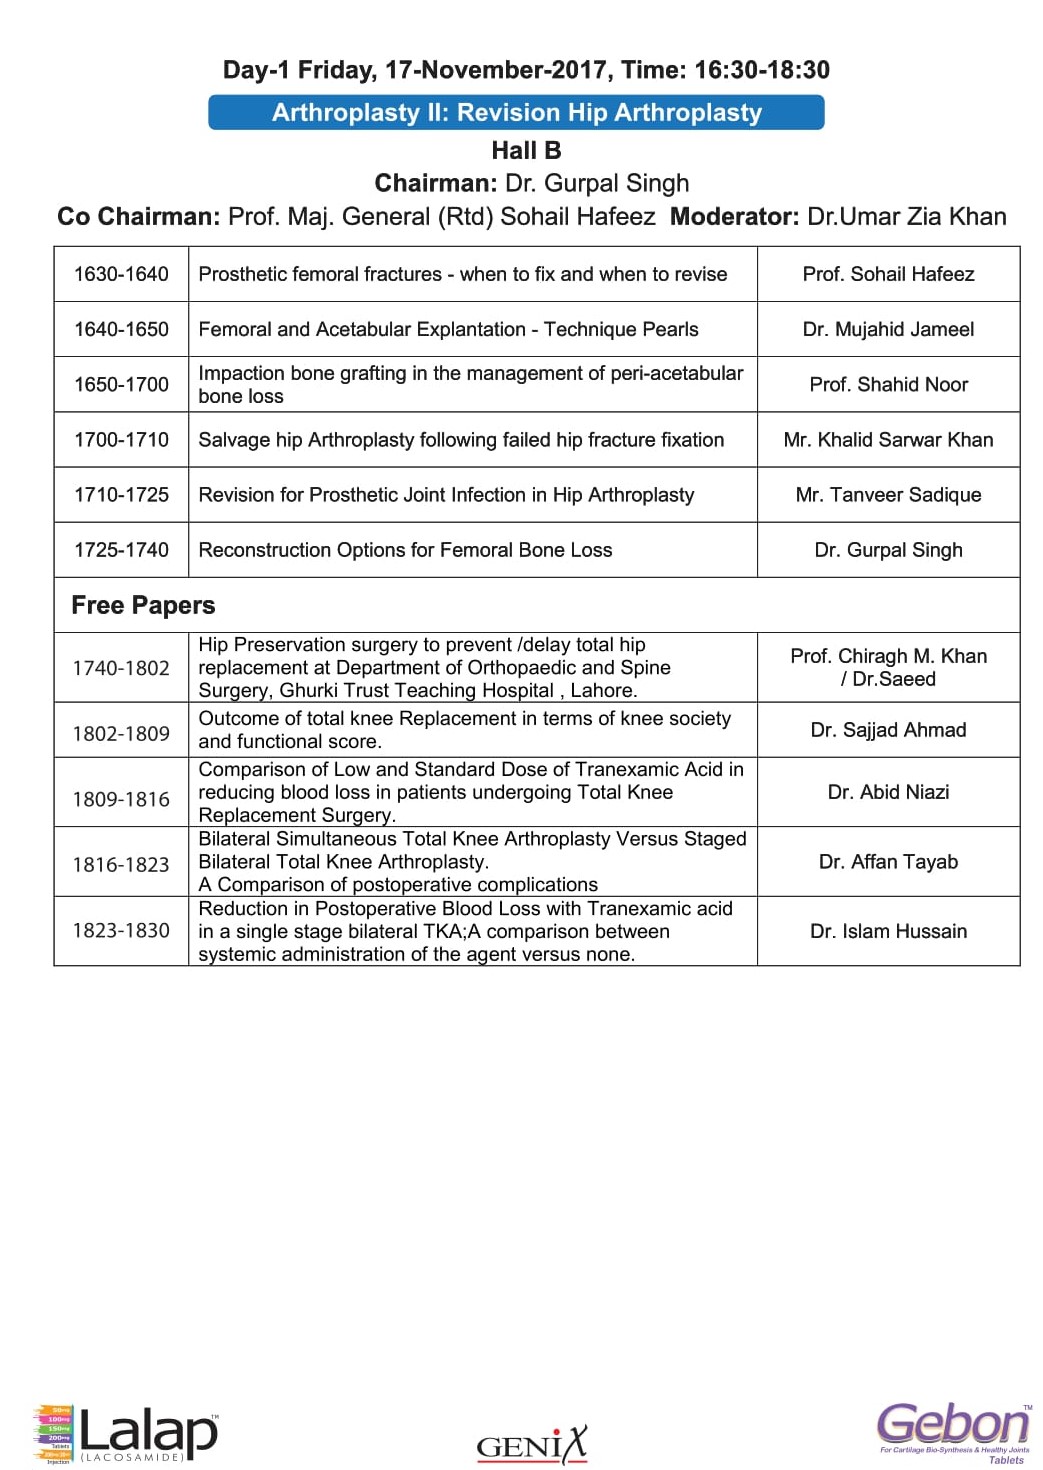 Day-1 Friday, 17-November-2017, Time: 16:30-18:30
Arthroplasty II: Revision Hip Arthroplasty
Hall B
Chairman: Dr. Gurpal Singh
Co Chairman: Prof. Maj. General (Rtd) Sohail Hafeez Moderator: Dr.Umar Zia Khan
1630-1640 Prosthetic femoral fractures - when to fix and when to revise Prof. Sohail Hafeez
1640-1650 Femoral and Acetabular Explantation - Technique Pearls Dr. Mujahid Jameel
1650-1700 Impaction bone grafting in the management of peri-acetabular
bone loss Prof. Shahid Noor
1700-1710 Salvage hip Arthroplasty following failed hip fracture fixation Mr. Khalid Sarwar Khan
1710-1725 Revision for Prosthetic Joint Infection in Hip Arthroplasty Mr. Tanveer Sadique
1725-1740 Reconstruction Options for Femoral Bone Loss Dr. Gurpal Singh
Free Papers
1740-1802 Hip Preservation surgery to prevent /delay total hip
replacement at Department of Orthopaedic and Spine
Surgery, Ghurki Trust Teaching Hospital , Lahore.
Prof. Chiragh M. Khan
/ Dr.Saeed
1802-1809 Outcome of total knee Replacement in terms of knee society
and functional score. Dr. Sajjad Ahmad
1809-1816 Comparison of Low and Standard Dose of Tranexamic Acid in
reducing blood loss in patients undergoing Total Knee
Replacement Surgery. Dr. Abid Niazi
1816-1823 Bilateral Simultaneous Total Knee Arthroplasty Versus Staged
Bilateral Total Knee Arthroplasty.
A Comparison of postoperative complications Dr. Affan Tayab
1823-1830 Reduction in Postoperative Blood Loss with Tranexamic acid
in a single stage bilateral TKA;A comparison between
systemic administration of the agent versus none. Dr. Islam Hussain
50mg
100mg
150mg
200mg
Tablets
Injection
Lalap™
(LACOSAMIDE)
GENIX
Gebon™
For Cartilage Bio-Synthesis & Healthy Joints
Tablets